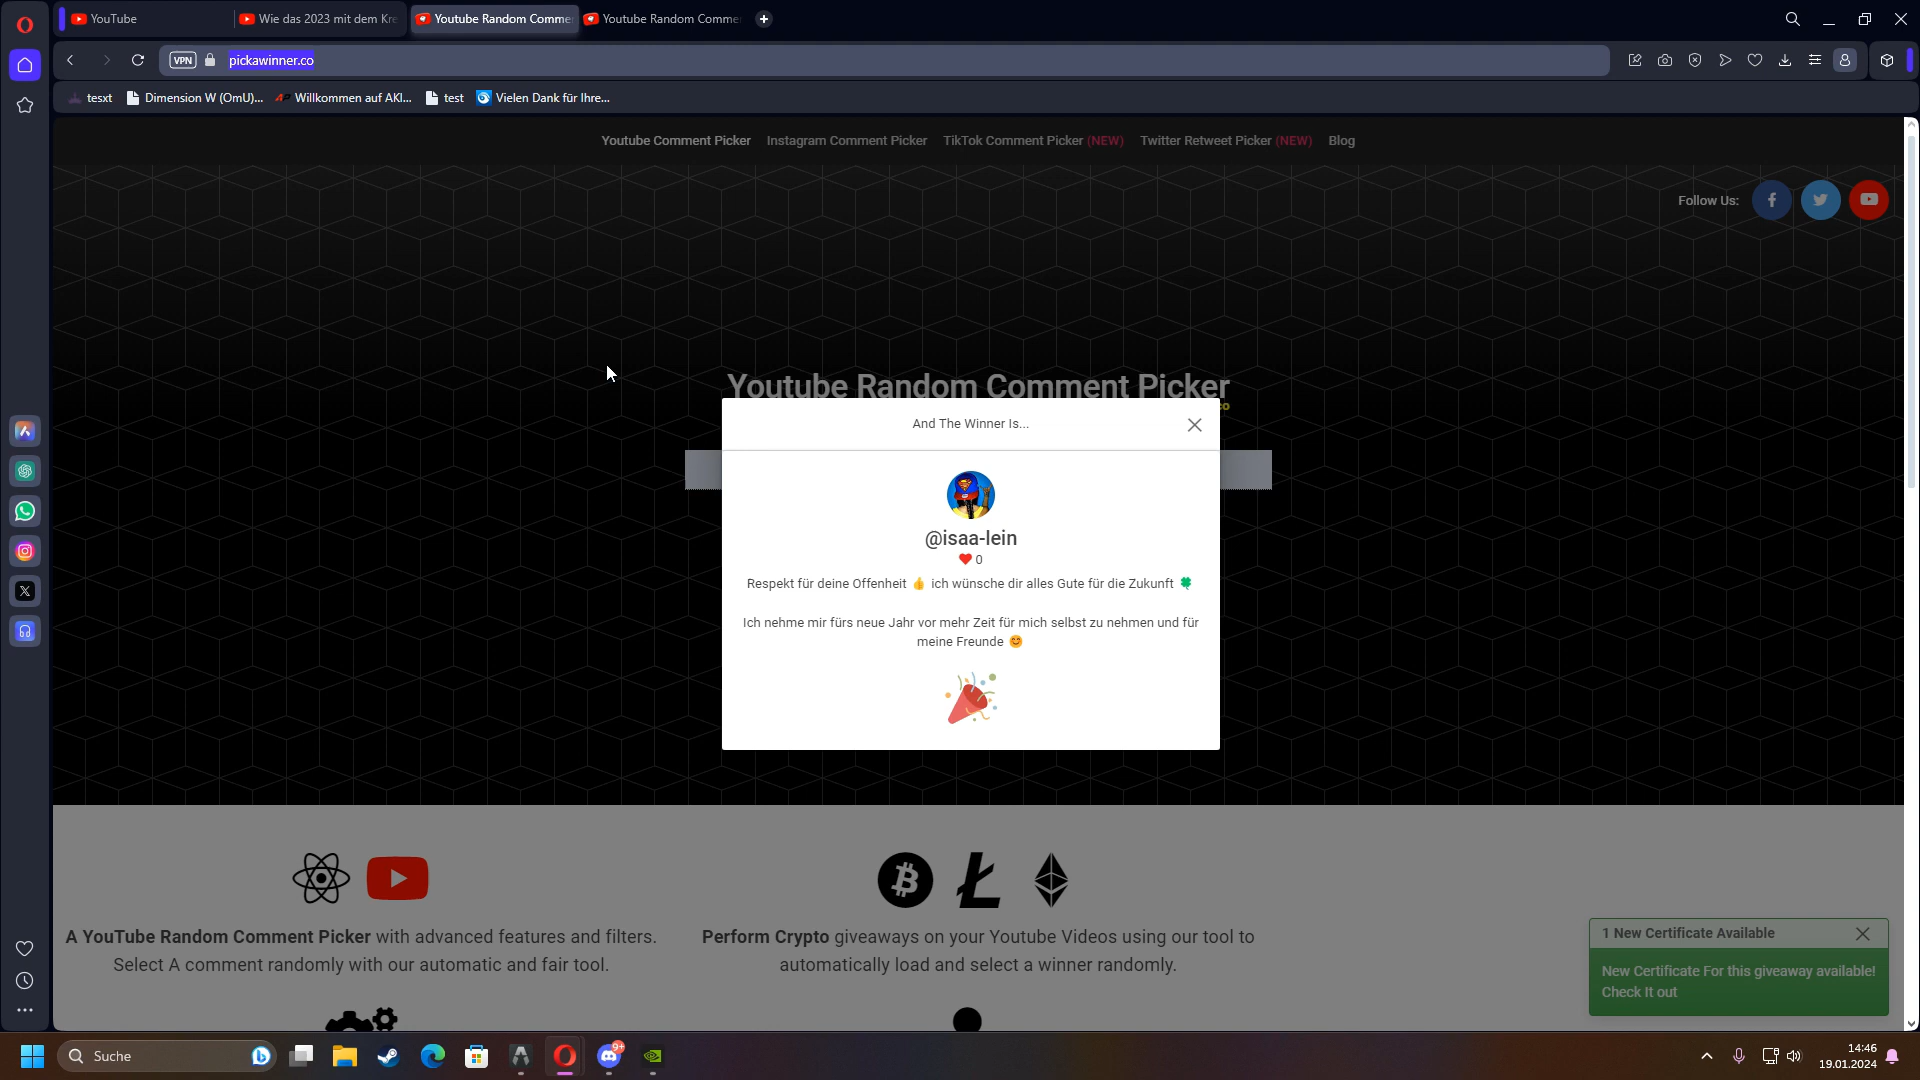 YouTube
Wie das 2023 mit dem Kre
Youtube Random Comme
Youtube Random Comme
VPN
pickawinner.co
tesxt
Dimension W (OmU)...
Willkommen auf AKI...
test
Vielen Dank für Ihre...
Youtube Comment Picker
Instagram Comment Picker
TikTok Comment Picker (NEW)
Twitter Retweet Picker (NEW)
Blog
Follow Us:
Youtube Random Comment Picker
co
And The Winner Is...
@isaa-lein
❤ 0
Respekt für deine Offenheit 👍 ich wünsche dir alles Gute für die Zukunft 🍀
Ich nehme mir fürs neue Jahr vor mehr Zeit für mich selbst zu nehmen und für
meine Freunde 😊
A YouTube Random Comment Picker with advanced features and filters.
Select A comment randomly with our automatic and fair tool.
Perform Crypto giveaways on your Youtube Videos using our tool to
automatically load and select a winner randomly.
1 New Certificate Available
New Certificate For this giveaway available!
Check It out
Suche
9+
14:46
19.01.2024